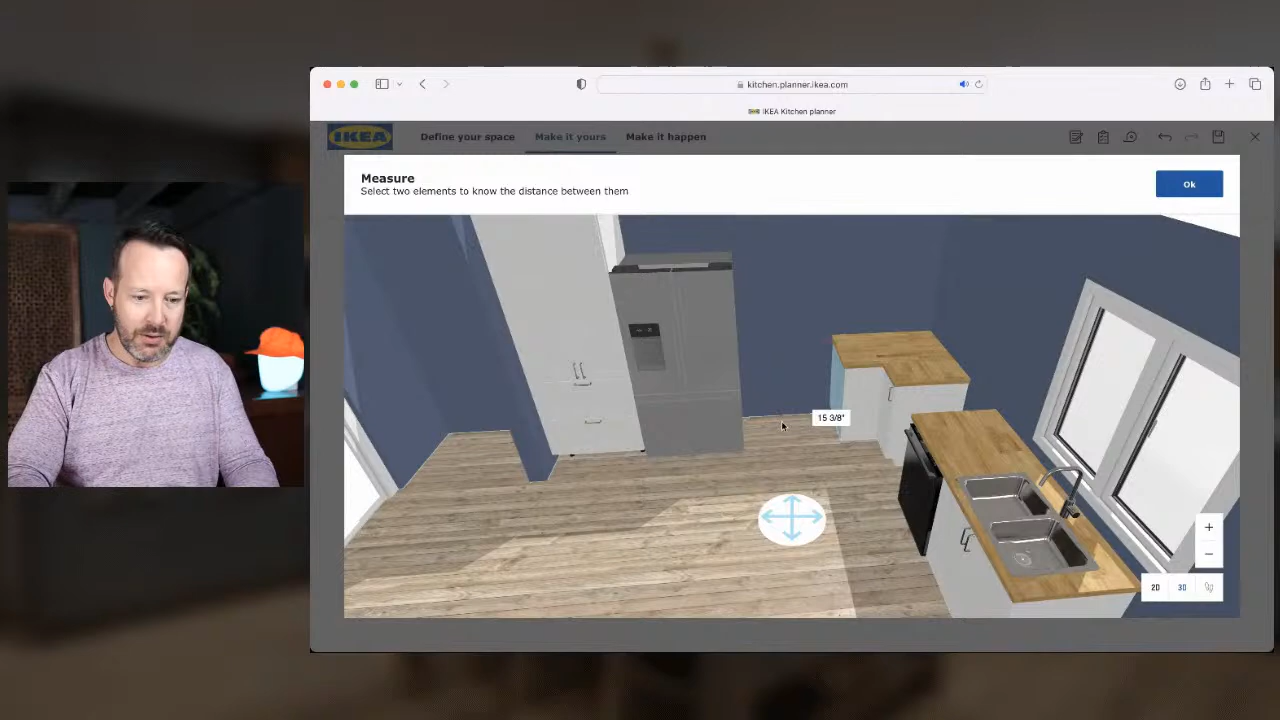 kitchen.planner.ikea.com
IKEA Kitchen planner
IKEA
Define your space
Make it yours
Make it happen
Measure
Select two elements to know the distance between them
Ok
15 3/8"
+
−
2D
3D